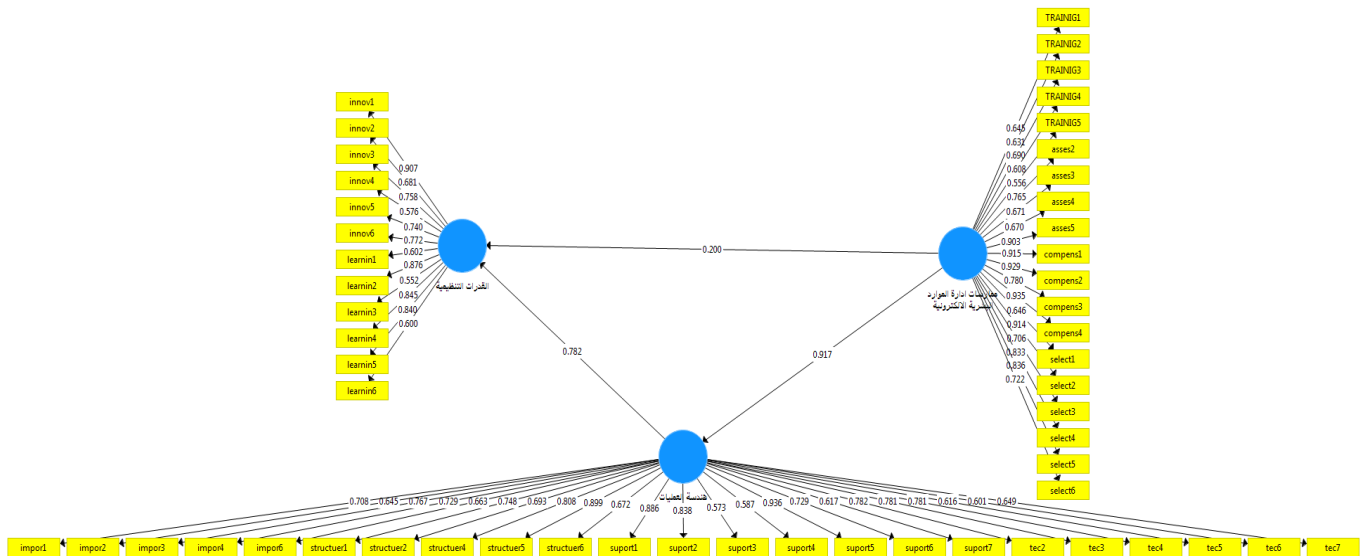 TRAINIG1
TRAINIG2
TRAINIG3
TRAINIG4
TRAINIG5
asses2
asses3
asses4
asses5
compens1
compens2
compens3
compens4
select1
select2
select3
select4
select5
select6
0.645
0.631
0.690
0.608
0.556
0.765
0.671
0.670
0.903
0.915
0.929
0.780
0.935
0.646
0.914
0.706
0.833
0.836
0.722
ممارسات ادارة الموارد
البشرية الالكترونية
innov1
innov2
innov3
innov4
innov5
innov6
learnin1
learnin2
learnin3
learnin4
learnin5
learnin6
0.907
0.681
0.758
0.576
0.740
0.772
0.602
0.876
0.552
0.845
0.840
0.600
القدرات التنظيمية
0.200
0.782
0.917
هندسة العمليات
0.708 0.645 0.767 0.729 0.663 0.748 0.693 0.808 0.899 0.672 0.886 0.838 0.573 0.587 0.936 0.729 0.617 0.782 0.781 0.781 0.616 0.601 0.649
impor1 impor2 impor3 impor4 impor6 structuer1 structuer2 structuer4 structuer5 structuer6 suport1 suport2 suport3 suport4 suport5 suport6 suport7 tec2 tec3 tec4 tec5 tec6 tec7